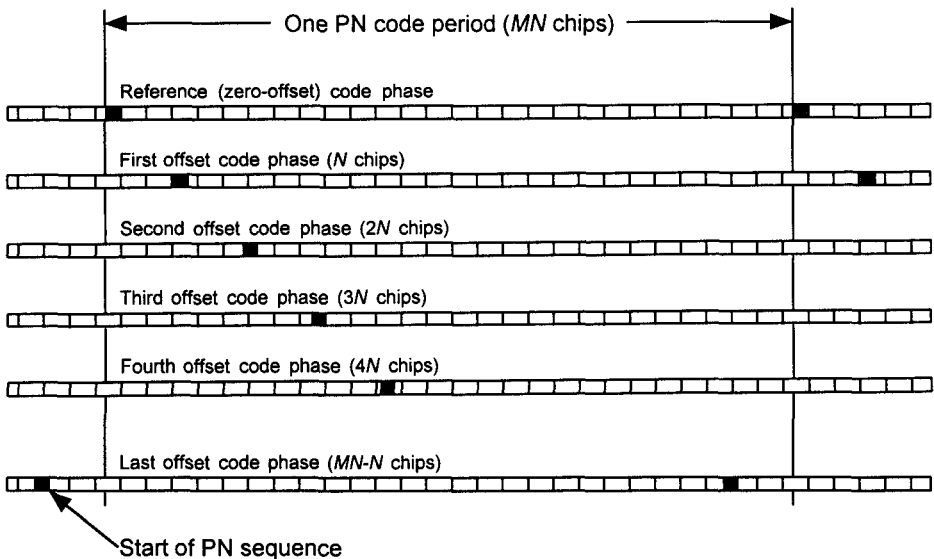 One PN code period (MN chips)
Reference (zero-offset) code phase
First offset code phase (N chips)
Second offset code phase (2N chips)
Third offset code phase (3N chips)
Fourth offset code phase (4N chips)
Last offset code phase (MN-N chips)
Start of PN sequence